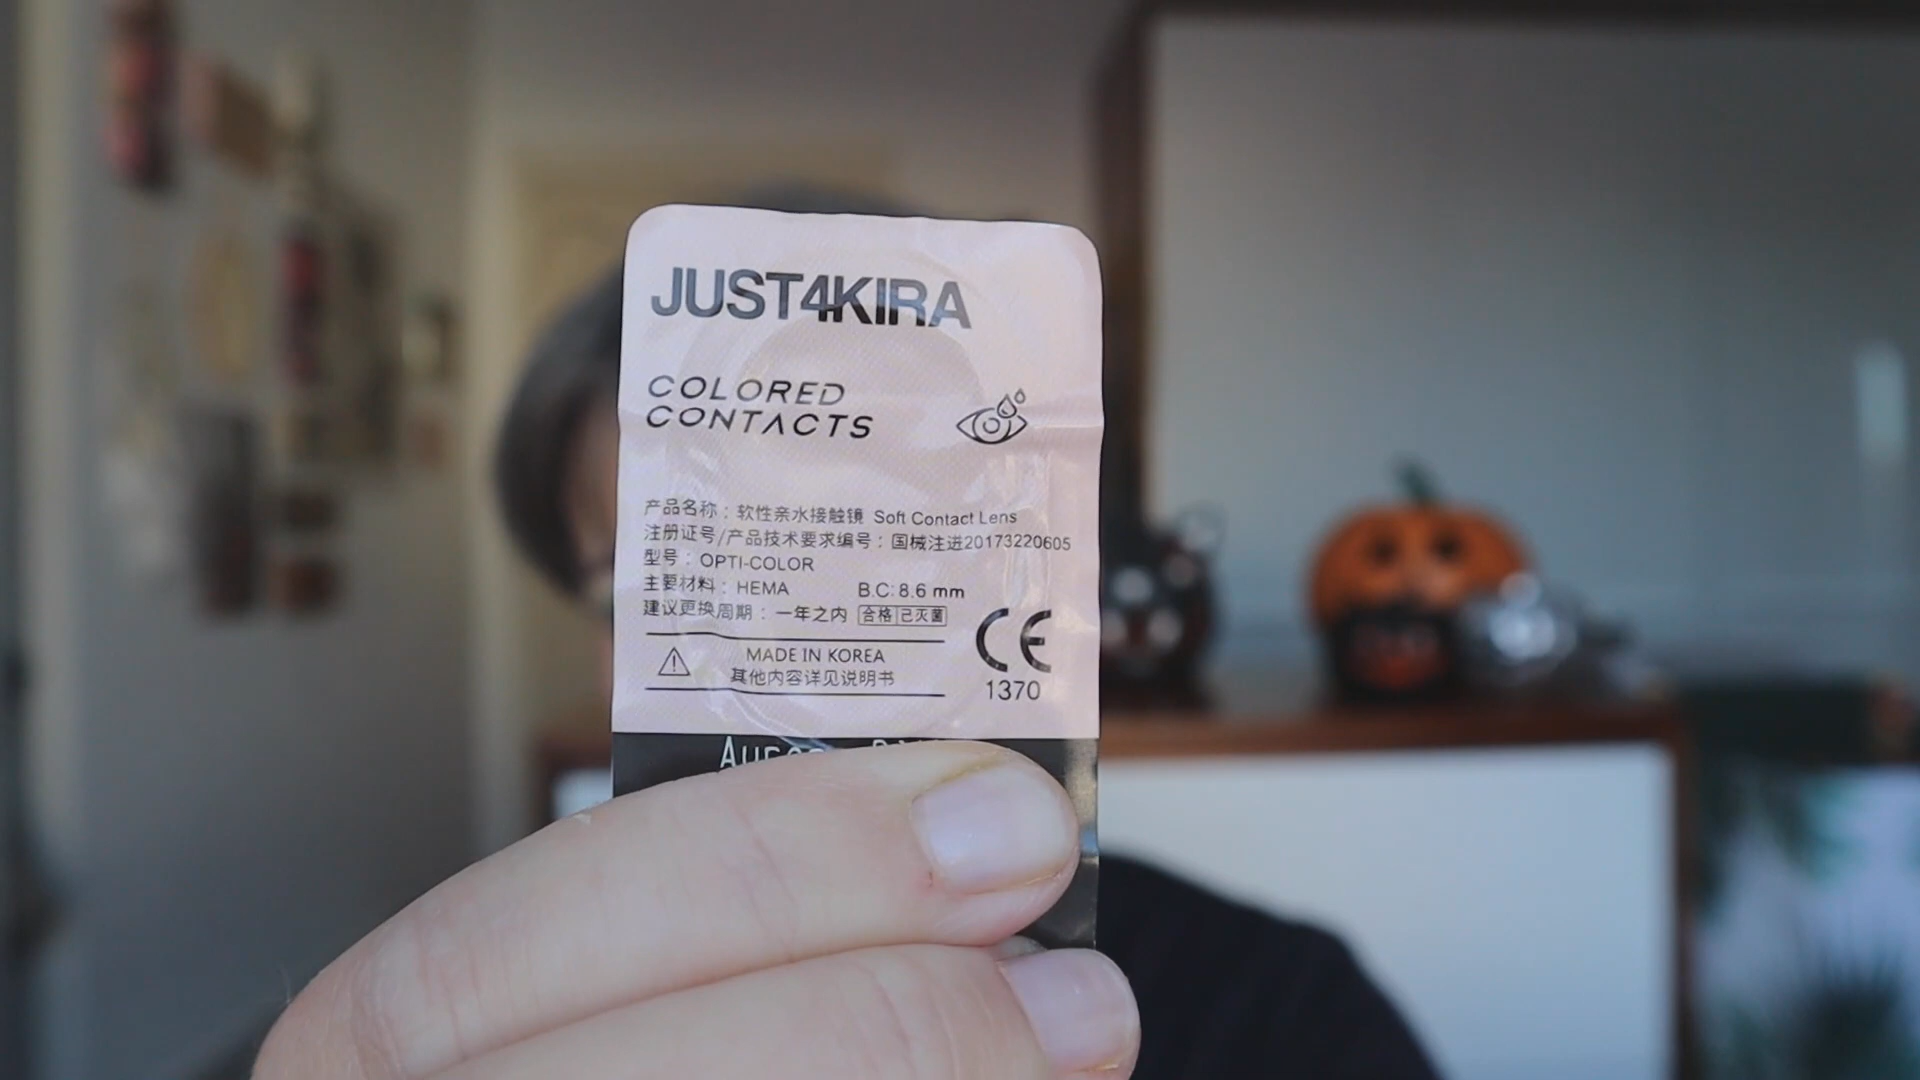 JUST4KIRA
COLORED
CONTACTS
产品名称：软性亲水接触镜 Soft Contact Lens
注册证号/产品技术要求编号：国械注进20173220605
型号：OPTI-COLOR
主要材料：HEMA B.C:8.6 mm
建议更换周期：一年之内 合格 已灭菌
MADE IN KOREA
其他内容详见说明书
CE
1370